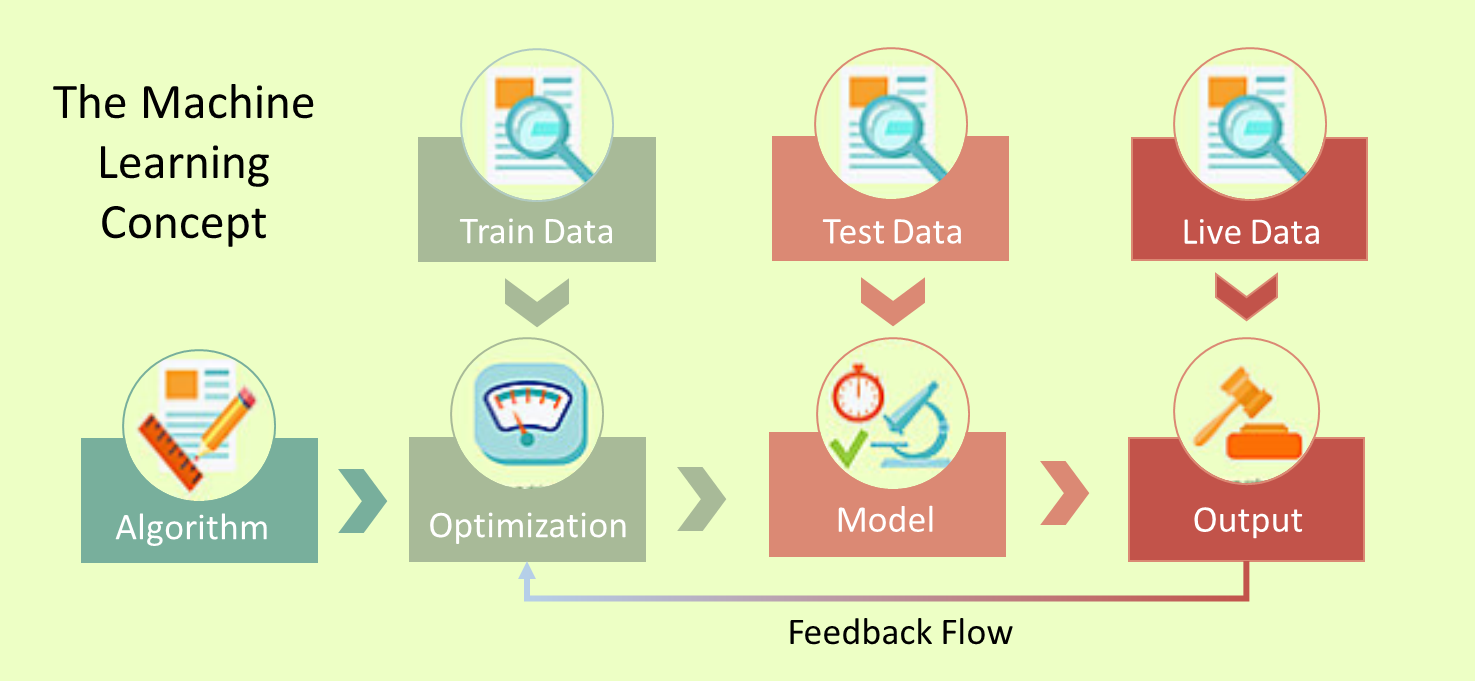 The Machine
Learning
Concept
Train Data
Test Data
Live Data
Algorithm
Optimization
Model
Output
Feedback Flow